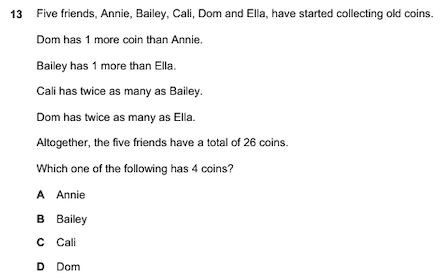 13 Five friends, Annie, Bailey, Cali, Dom and Ella, have started collecting old coins.
Dom has 1 more coin than Annie.
Bailey has 1 more than Ella.
Cali has twice as many as Bailey.
Dom has twice as many as Ella.
Altogether, the five friends have a total of 26 coins.
Which one of the following has 4 coins?
A Annie
B Bailey
C Cali
D Dom